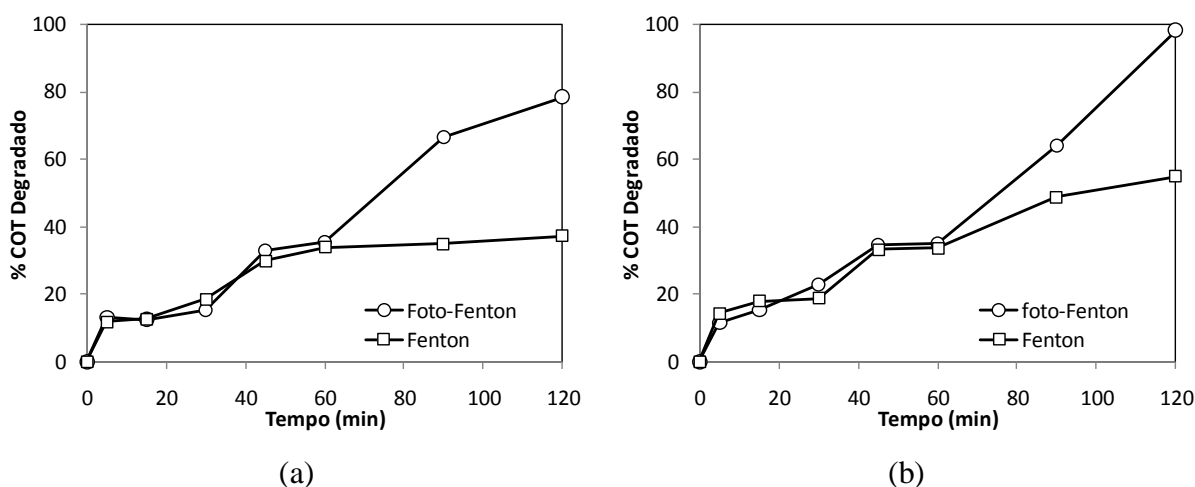 100
80
60
40
20
0
% COT Degradado
Foto-Fenton
Fenton
0 20 40 60 80 100 120
Tempo (min)
(a)
100
80
60
40
20
0
% COT Degradado
foto-Fenton
Fenton
0 20 40 60 80 100 120
Tempo (min)
(b)